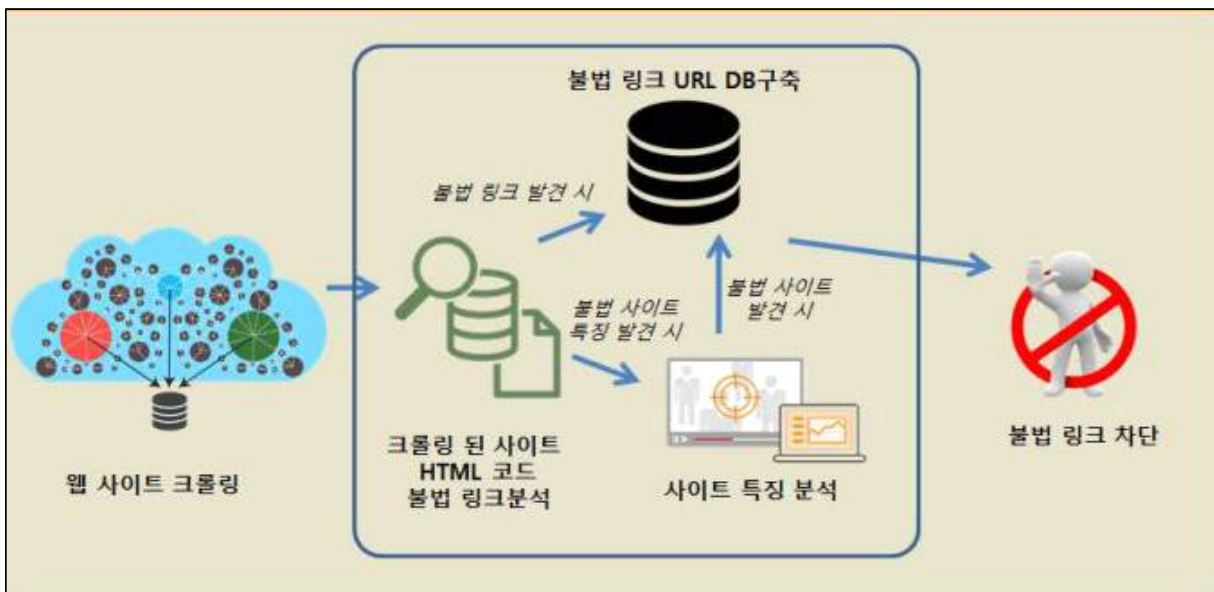 불법 링크 URL DB구축
불법 링크 발견 시
불법 사이트
특징 발견 시
불법 사이트
발견 시
웹 사이트 크롤링
크롤링 된 사이트
HTML 코드
불법 링크분석
사이트 특징 분석
불법 링크 차단